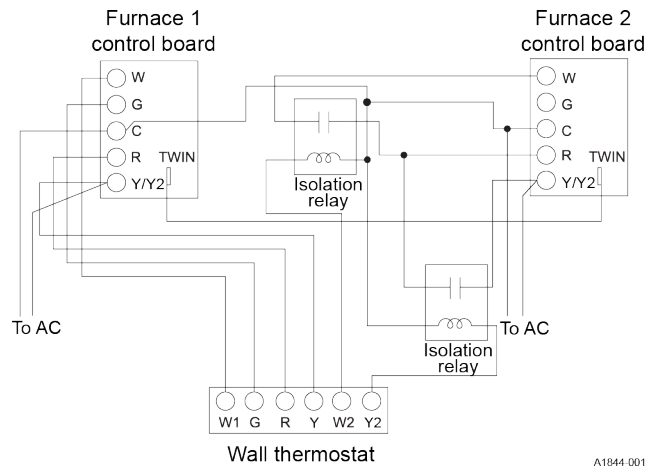 Furnace 1
control board
Furnace 2
control board
W
G
C
R
TWIN
Y/Y2
W
G
C
R
TWIN
Y/Y2
Isolation
relay
To AC
To AC
Isolation
relay
W1 G R Y W2 Y2
Wall thermostat
A1844-001